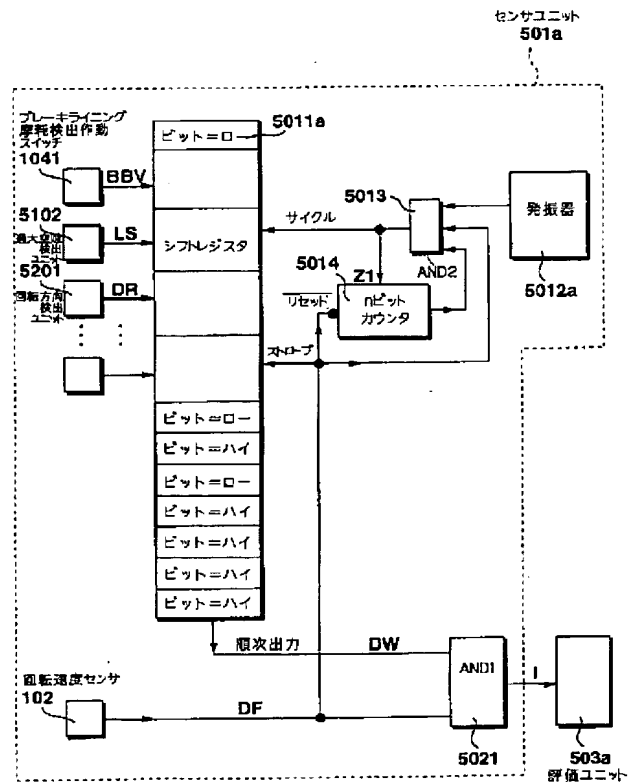 センサユニット
501a
ブレーキライニング
摩耗検出作動
スイッチ
1041
BBV
ビット=ロー
5011a
5102
LS
検出
ユニット
シフトレジスタ
サイクル
5013
発振器
5012a
AND2
5201
回転方向
検出
ユニット
DR
Z1
5014
リセット
nビット
カウンタ
ストローブ
ビット=ロー
ビット=ハイ
ビット=ロー
ビット=ハイ
ビット=ハイ
ビット=ハイ
ビット=ハイ
順次出力
DW
AND1
I
回転速度センサ
102
DF
5021
503a
評価ユニット